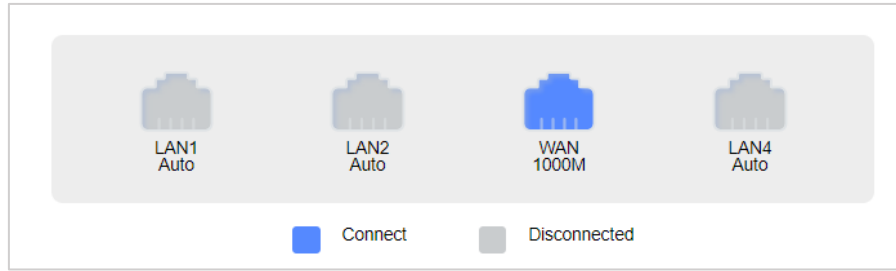 LAN1
Auto
LAN2
Auto
WAN
1000M
LAN4
Auto
Connect
Disconnected